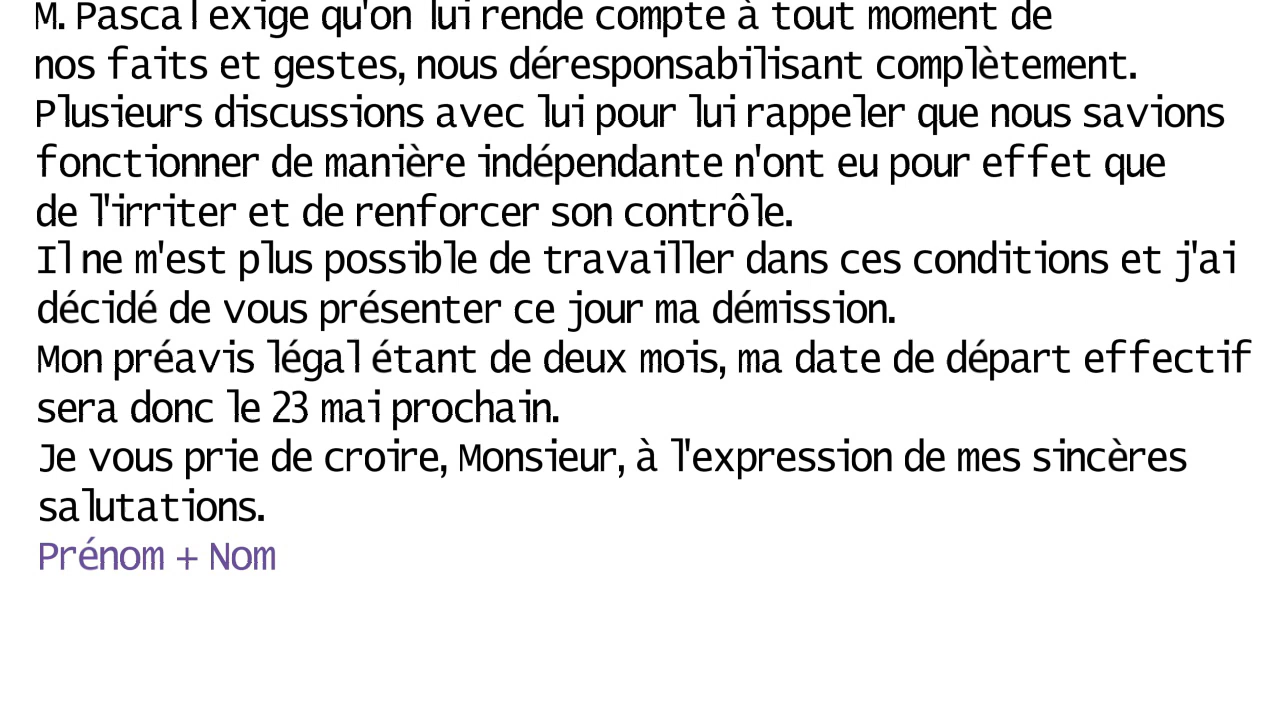 M. Pascal exige qu'on lui rende compte à tout moment de
nos faits et gestes, nous déresponsabilisant complètement.
Plusieurs discussions avec lui pour lui rappeler que nous savions
fonctionner de manière indépendante n'ont eu pour effet que
de l'irriter et de renforcer son contrôle.
Il ne m'est plus possible de travailler dans ces conditions et j'ai
décidé de vous présenter ce jour ma démission.
Mon préavis légal étant de deux mois, ma date de départ effectif
sera donc le 23 mai prochain.
Je vous prie de croire, Monsieur, à l'expression de mes sincères
salutations.
Prénom + Nom